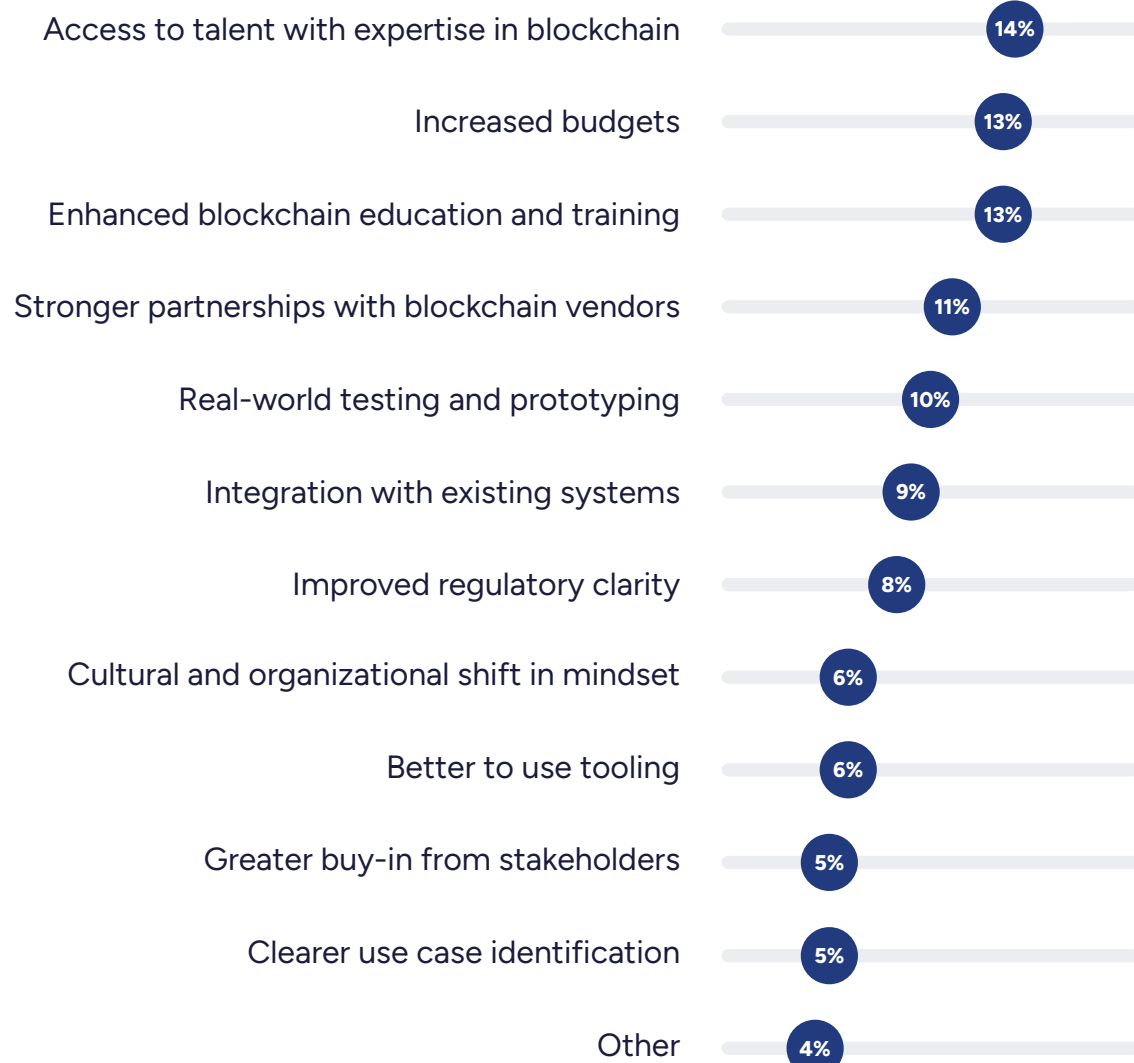 Access to talent with expertise in blockchain 14%
Increased budgets 13%
Enhanced blockchain education and training 13%
Stronger partnerships with blockchain vendors 11%
Real-world testing and prototyping 10%
Integration with existing systems 9%
Improved regulatory clarity 8%
Cultural and organizational shift in mindset 6%
Better to use tooling 6%
Greater buy-in from stakeholders 5%
Clearer use case identification 5%
Other 4%